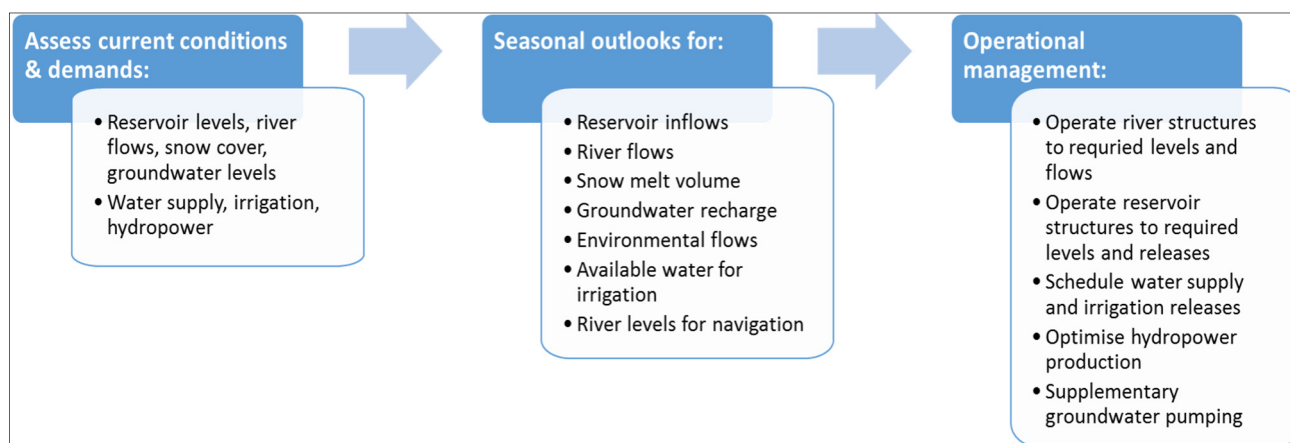 Assess current conditions
& demands:
• Reservoir levels, river
flows, snow cover,
groundwater levels
• Water supply, irrigation,
hydropower
Seasonal outlooks for:
• Reservoir inflows
• River flows
• Snow melt volume
• Groundwater recharge
• Environmental flows
• Available water for
irrigation
• River levels for navigation
Operational
management:
• Operate river structures
to requried levels and
flows
• Operate reservoir
structures to required
levels and releases
• Schedule water supply
and irrigation releases
• Optimise hydropower
production
• Supplementary
groundwater pumping